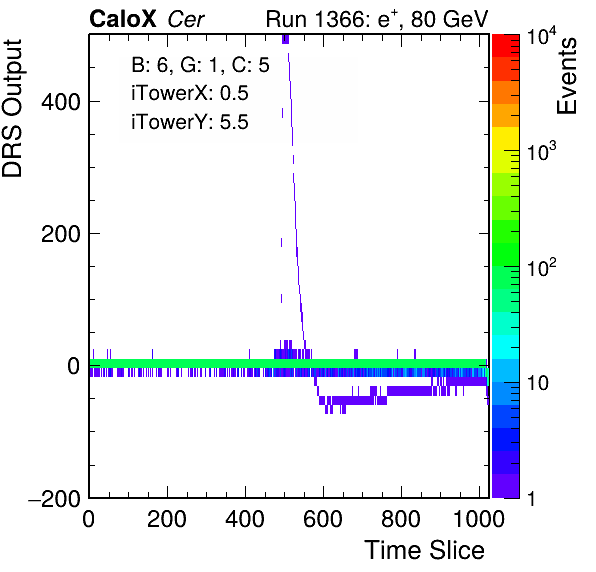 CaloX Cer Run 1366: e⁺, 80 GeV
B: 6, G: 1, C: 5
iTowerX: 0.5
iTowerY: 5.5
DRS Output
400
200
0
−200
0 200 400 600 800 1000
Time Slice
Events
10⁴
10³
10²
10
1